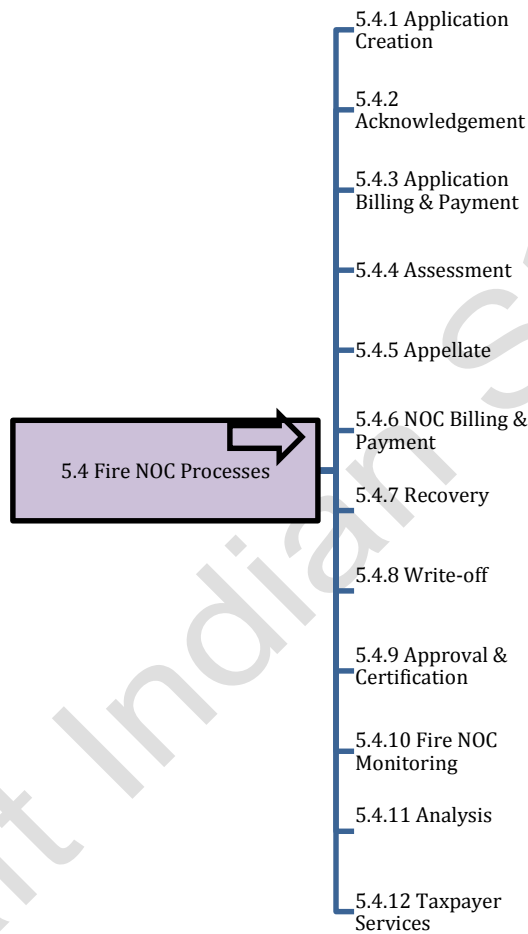 5.4.1 Application
Creation
5.4.2
Acknowledgement
5.4.3 Application
Billing & Payment
5.4.4 Assessment
5.4.5 Appellate
5.4.6 NOC Billing &
Payment
5.4 Fire NOC Processes
5.4.7 Recovery
5.4.8 Write-off
5.4.9 Approval &
Certification
5.4.10 Fire NOC
Monitoring
5.4.11 Analysis
5.4.12 Taxpayer
Services
Indian